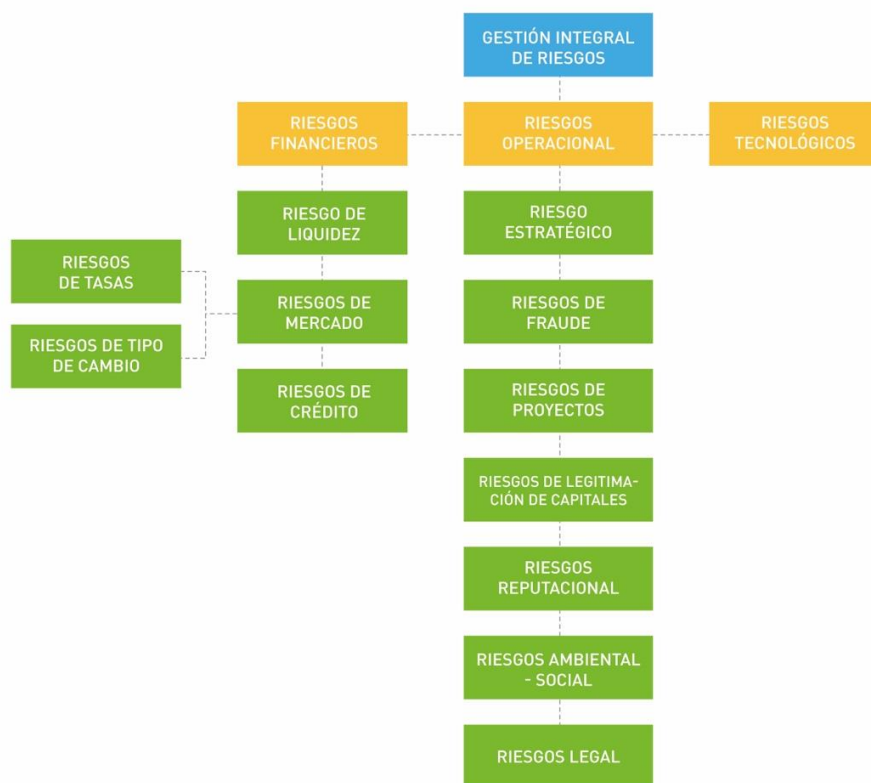 GESTIÓN INTEGRAL
DE RIESGOS
RIESGOS
FINANCIEROS
RIESGOS
OPERACIONAL
RIESGOS
TECNOLÓGICOS
RIESGO DE
LIQUIDEZ
RIESGO
ESTRATÉGICO
RIESGOS
DE TASAS
RIESGOS DE
MERCADO
RIESGOS DE
FRAUDE
RIESGOS DE TIPO
DE CAMBIO
RIESGOS DE
CRÉDITO
RIESGOS DE
PROYECTOS
RIESGOS DE LEGITIMA-
CIÓN DE CAPITALES
RIESGOS
REPUTACIONAL
RIESGOS AMBIENTAL
- SOCIAL
RIESGOS LEGAL